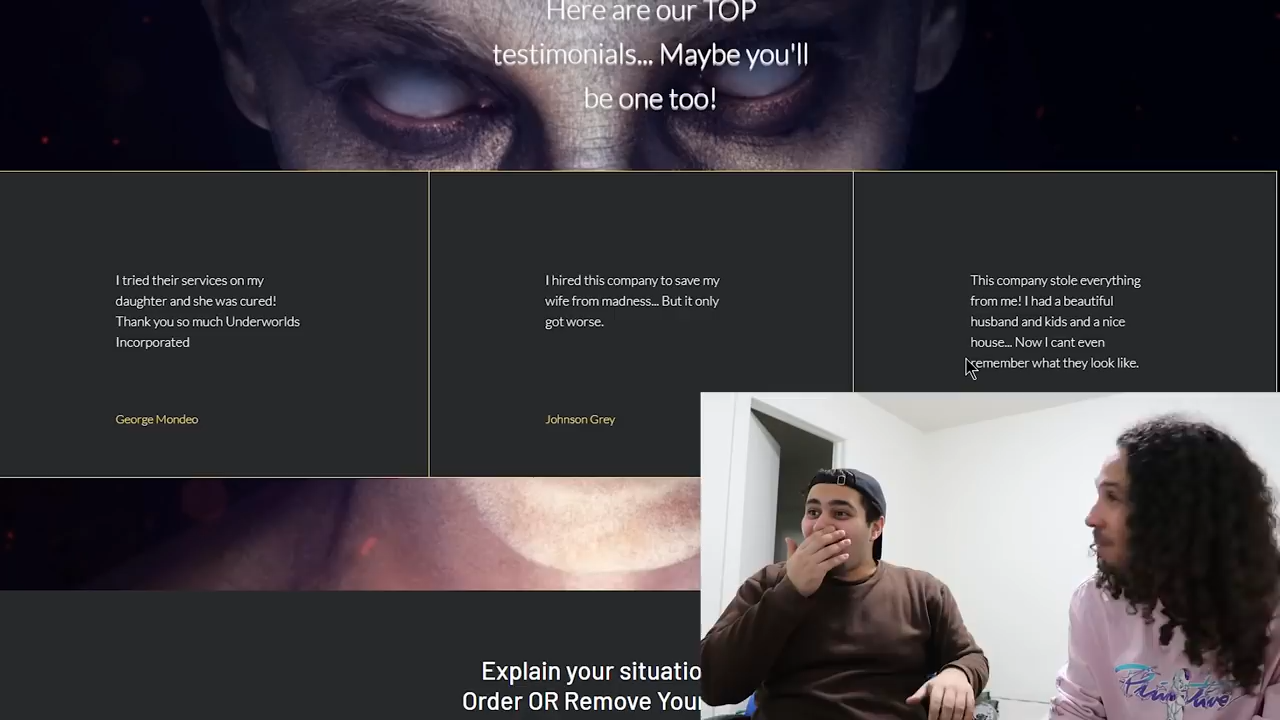 Here are our TOP
testimonials... Maybe you'll
be one too!
I tried their services on my
daughter and she was cured!
Thank you so much Underworlds
Incorporated
George Mondeo
I hired this company to save my
wife from madness... But it only
got worse.
Johnson Grey
This company stole everything
from me! I had a beautiful
husband and kids and a nice
house... Now I cant even
remember what they look like.
Explain your
Order OR Remove
Primitive